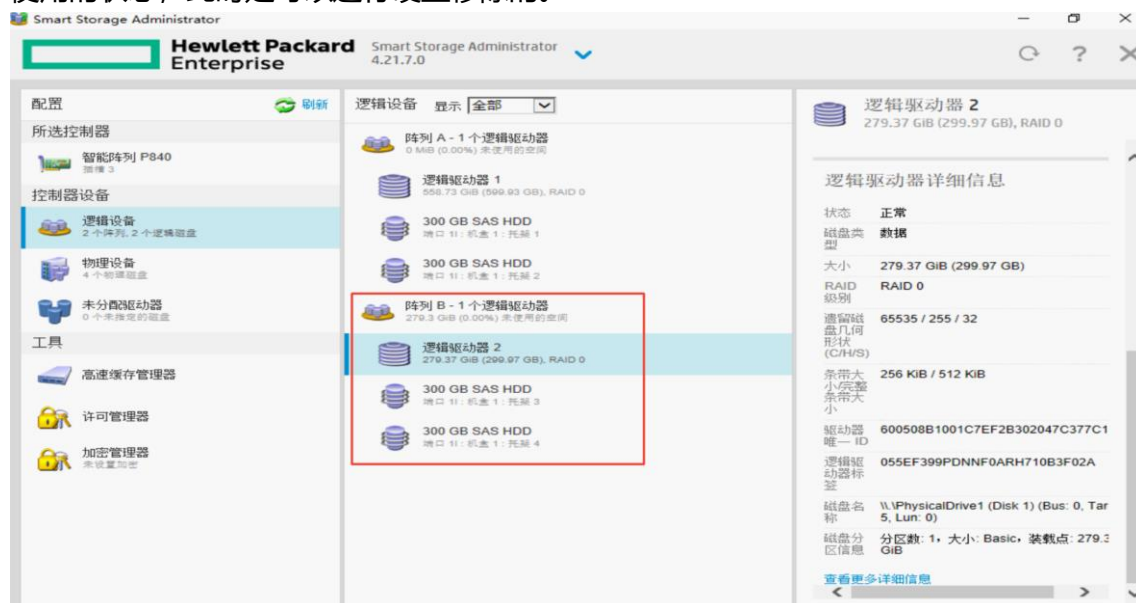 Smart Storage Administrator
Hewlett Packard
Enterprise
Smart Storage Administrator
4.21.7.0
配置
刷新
所选控制器
智能阵列 P840
插槽 3
控制器设备
逻辑设备
2 个阵列, 2 个逻辑磁盘
物理设备
4 个物理磁盘
未分配驱动器
0 个未指定的磁盘
工具
高速缓存管理器
许可管理器
加密管理器
未设置加密
逻辑设备 显示 全部
阵列 A - 1 个逻辑驱动器
0 MiB (0.00%) 未使用的空间
逻辑驱动器 1
558.73 GiB (599.93 GB), RAID 0
300 GB SAS HDD
端口 1I : 机盒 1 : 托架 1
300 GB SAS HDD
端口 1I : 机盒 1 : 托架 2
阵列 B - 1 个逻辑驱动器
279.3 GiB (0.00%) 未使用的空间
逻辑驱动器 2
279.37 GiB (299.97 GB), RAID 0
300 GB SAS HDD
端口 1I : 机盒 1 : 托架 3
300 GB SAS HDD
端口 1I : 机盒 1 : 托架 4
逻辑驱动器 2
279.37 GiB (299.97 GB), RAID 0
逻辑驱动器详细信息
状态 正常
磁盘类 数据
型
大小 279.37 GiB (299.97 GB)
RAID RAID 0
级别
遗留磁 65535 / 255 / 32
盘几何
形状
(C/H/S)
条带大 256 KiB / 512 KiB
小/完整
条带大
小
驱动器 600508B1001C7EF2B302047C377C1
唯一 ID
逻辑驱 055EF399PDNNF0ARH710B3F02A
动器标
签
磁盘名 \\.\PhysicalDrive1 (Disk 1) (Bus: 0, Tar
称 5, Lun: 0)
磁盘分 分区数: 1, 大小: Basic, 装载点: 279.3
区信息 GiB
查看更多详细信息